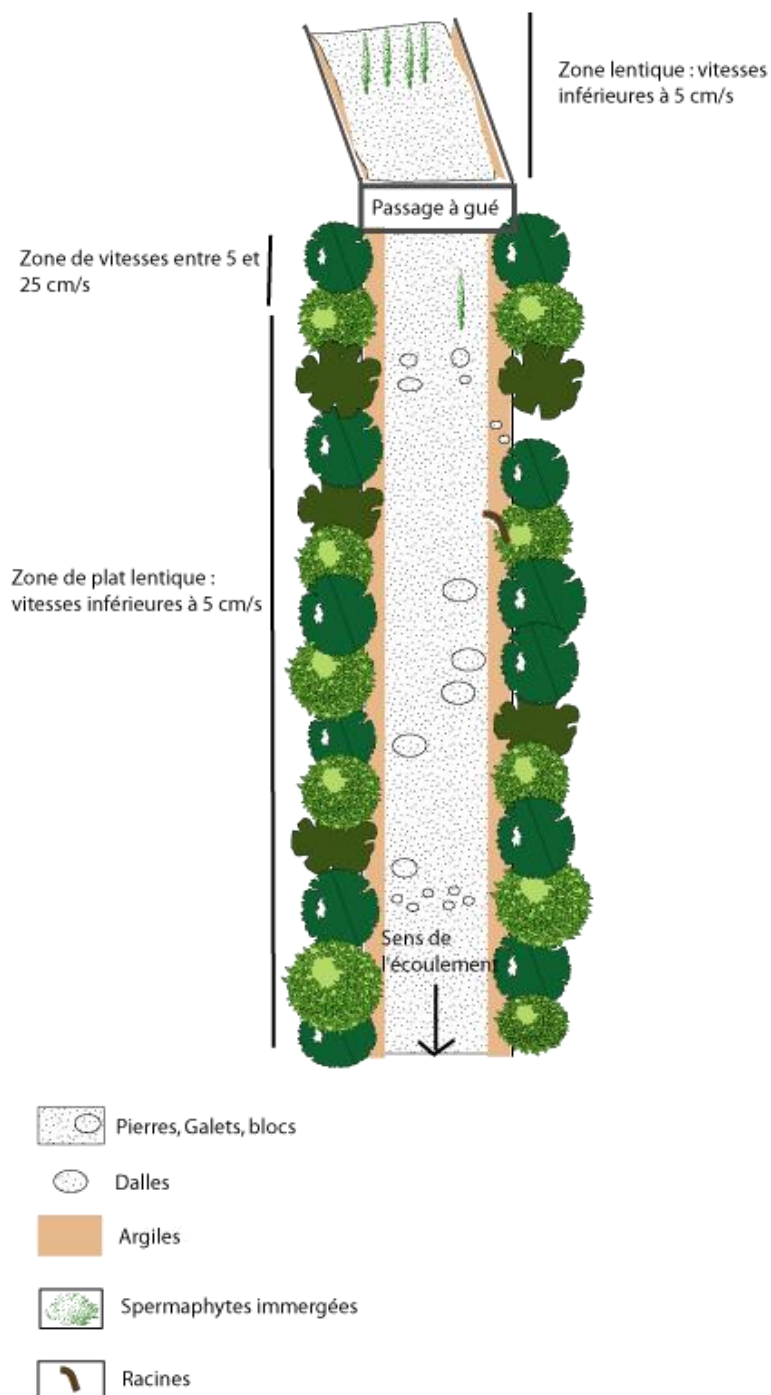 Zone lentique : vitesses
inférieures à 5 cm/s
Passage à gué
Zone de vitesses entre 5 et
25 cm/s
Zone de plat lentique :
vitesses inférieures à 5 cm/s
Sens de
l'écoulement
Pierres, Galets, blocs
Dalles
Argiles
Spermaphytes immergées
Racines